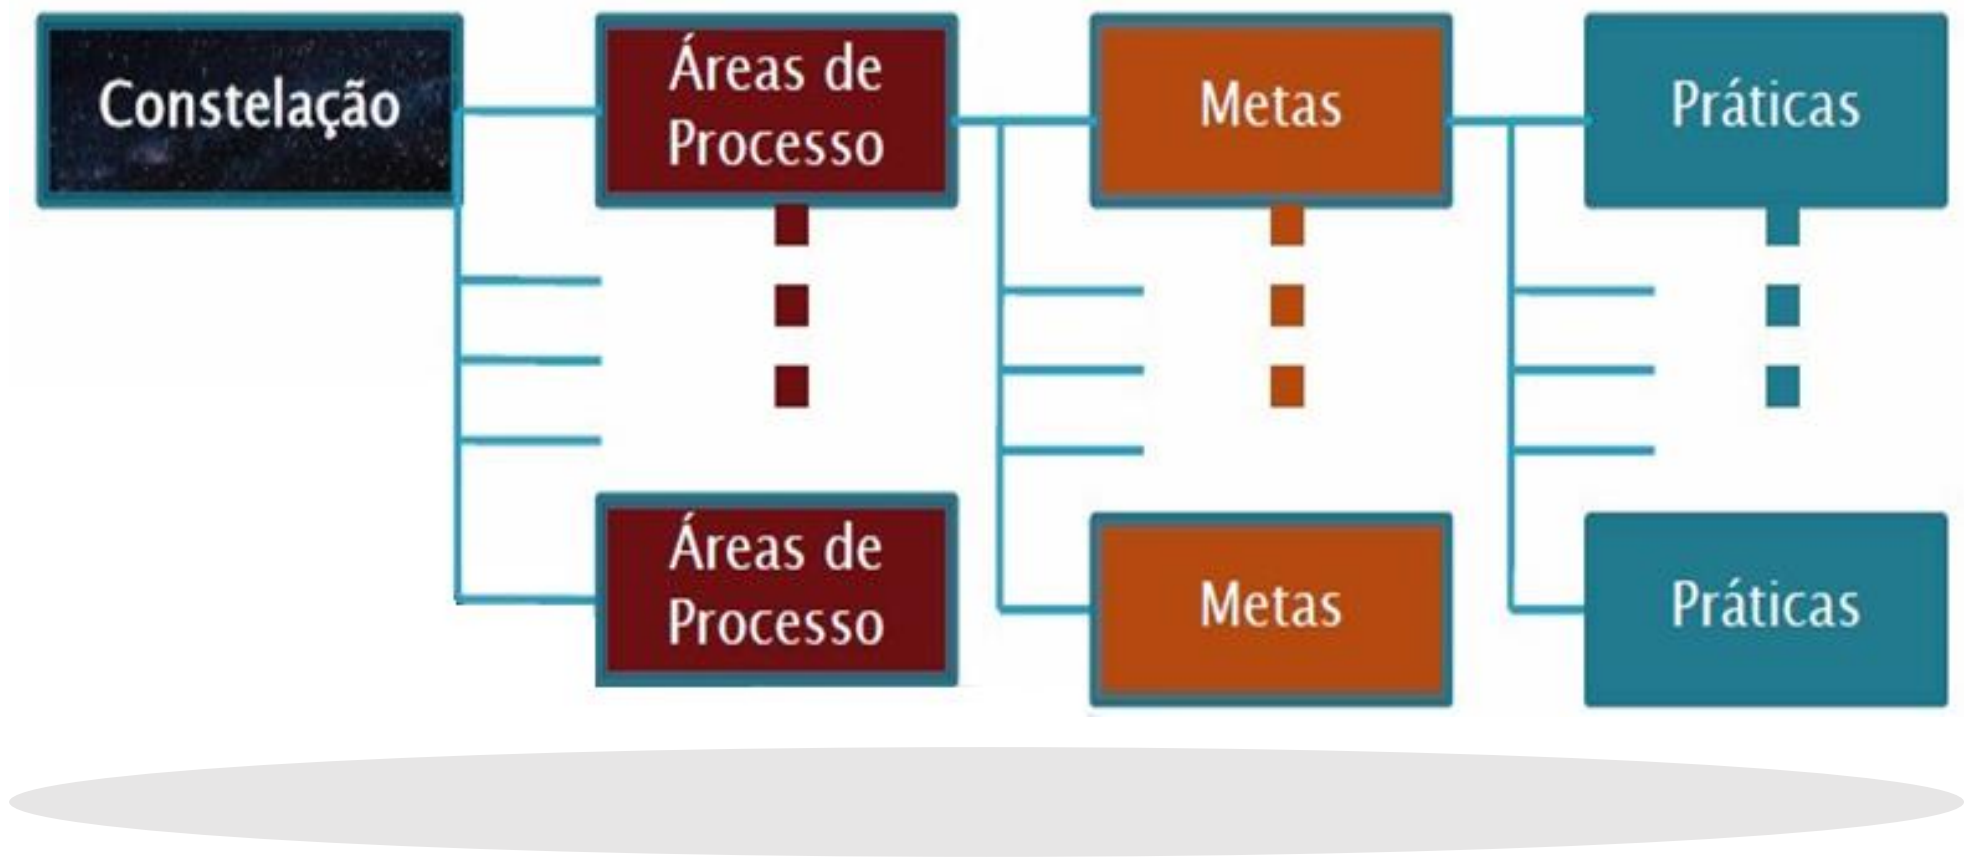 Constelação
Áreas de
Processo
Metas
Práticas
Áreas de
Processo
Metas
Práticas